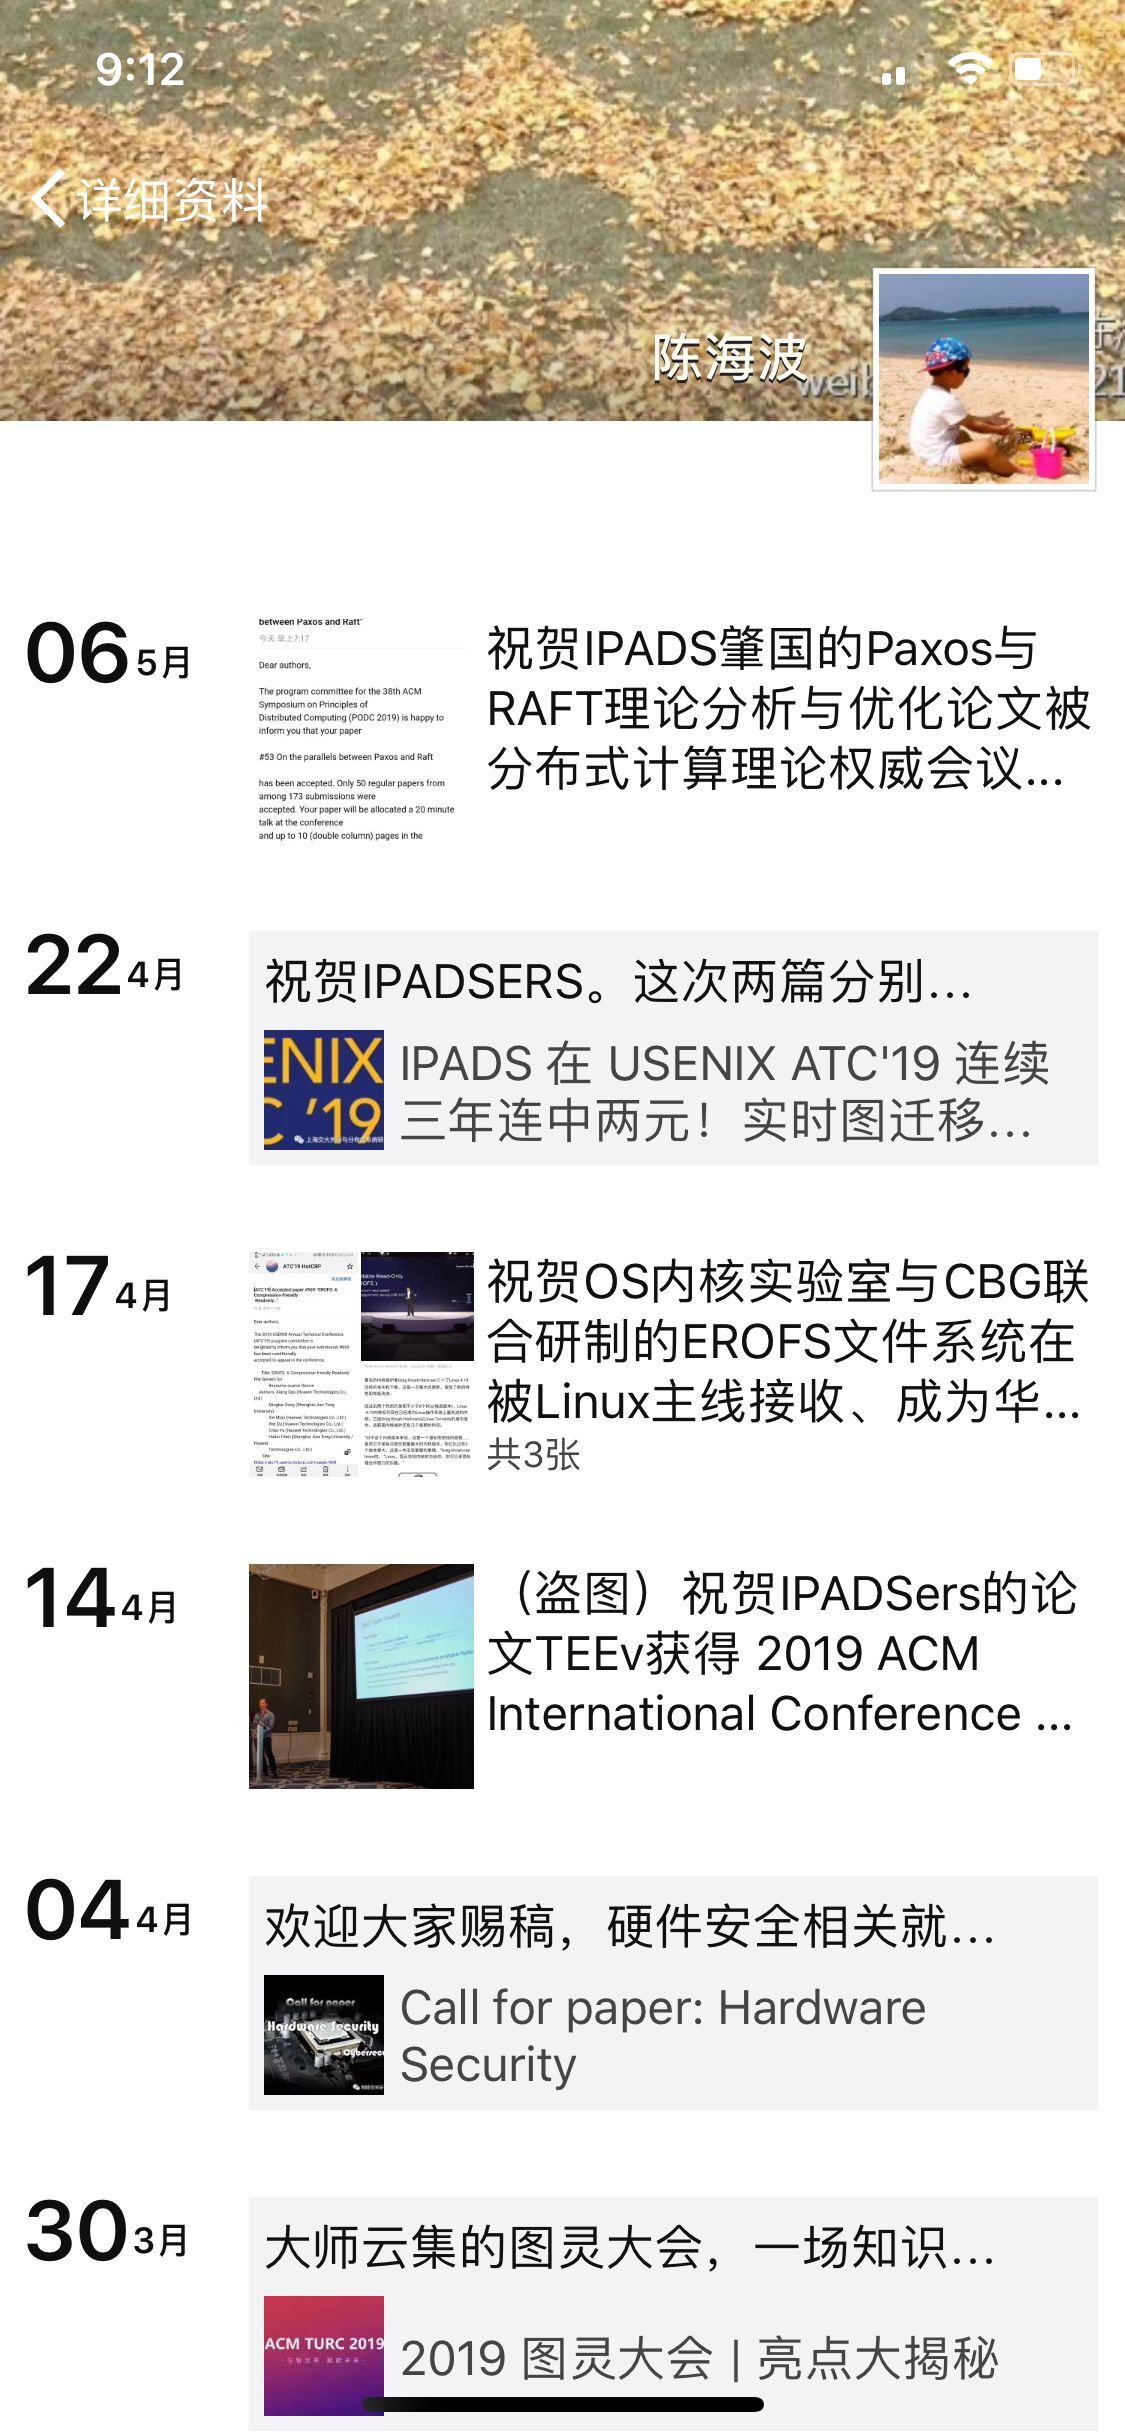 9:12
详细资料
陈海波
weib
06 5月
between Paxos and Raft"
今天 早上7:17
Dear authors,
The program committee for the 38th ACM
Symposium on Principles of
Distributed Computing (PODC 2019) is happy to
inform you that your paper
#53 On the parallels between Paxos and Raft
has been accepted. Only 50 regular papers from
among 173 submissions were
accepted. Your paper will be allocated a 20 minute
talk at the conference
and up to 10 (double column) pages in the
祝贺IPADS肇国的Paxos与
RAFT理论分析与优化论文被
分布式计算理论权威会议...
22 4月
祝贺IPADSERS。这次两篇分别...
ENIX
C '19
IPADS 在 USENIX ATC'19 连续
三年连中两元！实时图迁移...
17 4月
ATC'19 HotCRP
Dear authors,
祝贺OS内核实验室与CBG联
合研制的EROFS文件系统在
被Linux主线接收、成为华...
共3张
14 4月
（盗图）祝贺IPADSers的论
文TEEv获得 2019 ACM
International Conference ...
04 4月
欢迎大家赐稿，硬件安全相关就...
Call for paper
Hardware Security
Call for paper: Hardware
Security
30 3月
大师云集的图灵大会，一场知识...
ACM TURC 2019
2019 图灵大会 | 亮点大揭秘